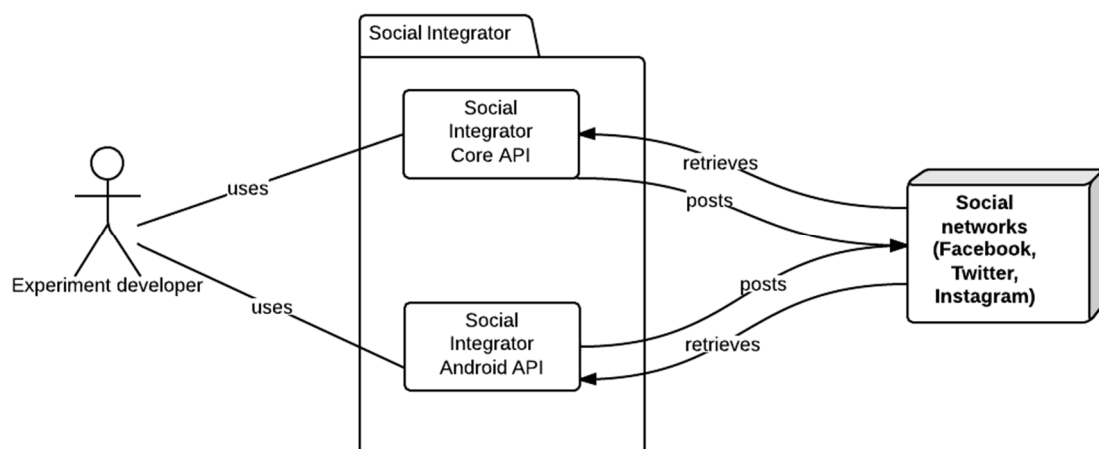 Social Integrator
Social
Integrator
Core API
retrieves
uses
posts
Social
networks
(Facebook,
Twitter,
Instagram)
Experiment developer
uses
posts
Social
Integrator
Android API
retrieves